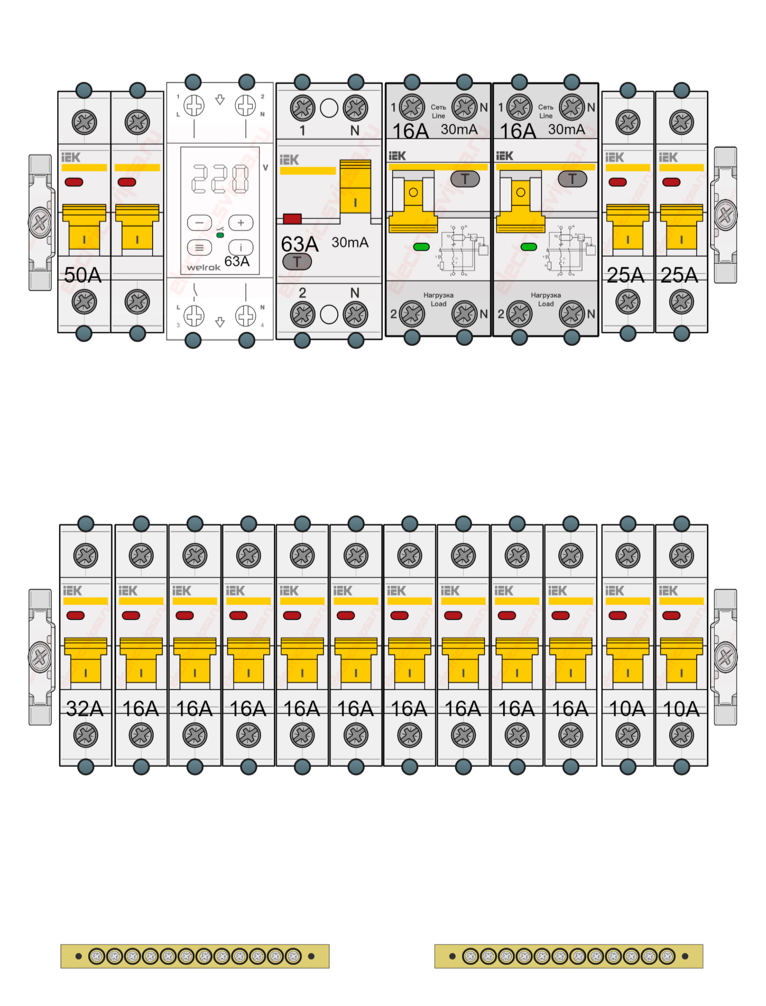 1 2
L N
1 N
1 Сеть Line N
16A 30mA
1 Сеть Line N
16A 30mA
iEK
220 V
iEK
iEK
iEK
iEK
iEK
I I
− +
≡ i
welrok 63A
I
63A 30mA
T
T
T
I I
50A
25A 25A
L N
3 4
2 N
Нагрузка
Load
2 N
Нагрузка
Load
2 N
iEK iEK iEK iEK iEK iEK iEK iEK iEK iEK iEK iEK
I I I I I I I I I I I I
32A 16A 16A 16A 16A 16A 16A 16A 16A 16A 10A 10A